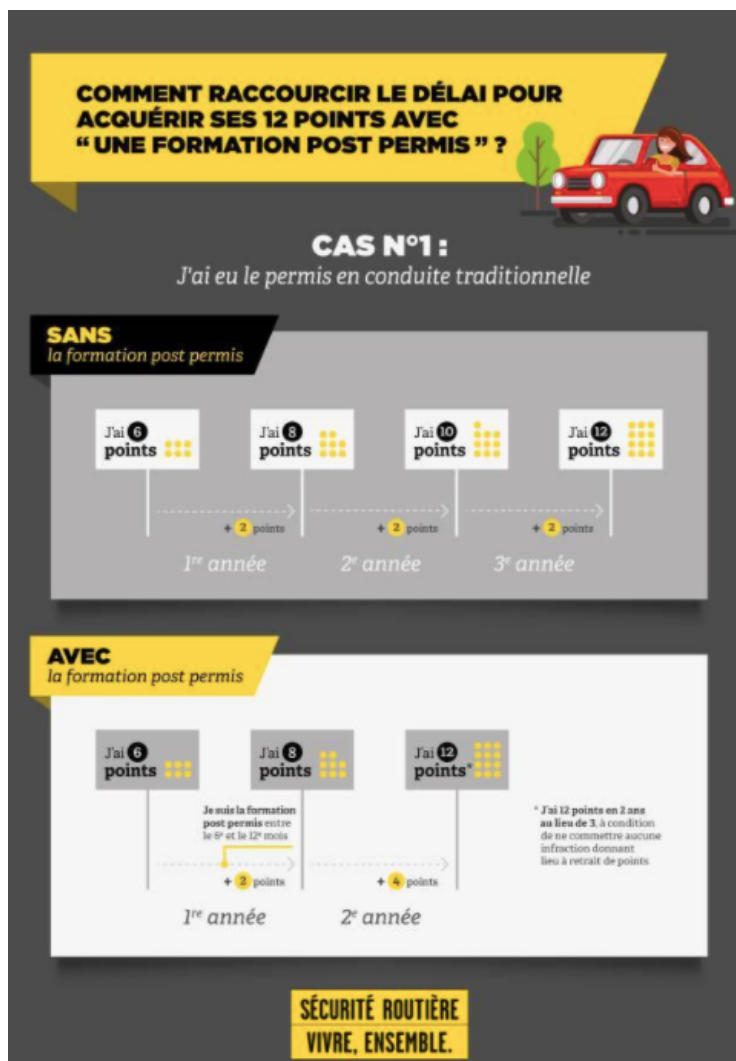 COMMENT RACCOURCIR LE DÉLAI POUR
ACQUÉRIR SES 12 POINTS AVEC
“ UNE FORMATION POST PERMIS ” ?
CAS N°1 :
J'ai eu le permis en conduite traditionnelle
SANS
la formation post permis
J'ai 6
points
J'ai 8
points
J'ai 10
points
J'ai 12
points
+ 2 points
+ 2 points
+ 2 points
1re année
2e année
3e année
AVEC
la formation post permis
J'ai 6
points
J'ai 8
points
J'ai 12
points*
Je suis la formation
post permis entre
le 6e et le 12e mois
* J'ai 12 points en 2 ans
au lieu de 3, à condition
de ne commettre aucune
infraction donnant
lieu à retrait de points
+ 2 points
+ 4 points
1re année
2e année
SÉCURITÉ ROUTIÈRE
VIVRE, ENSEMBLE.